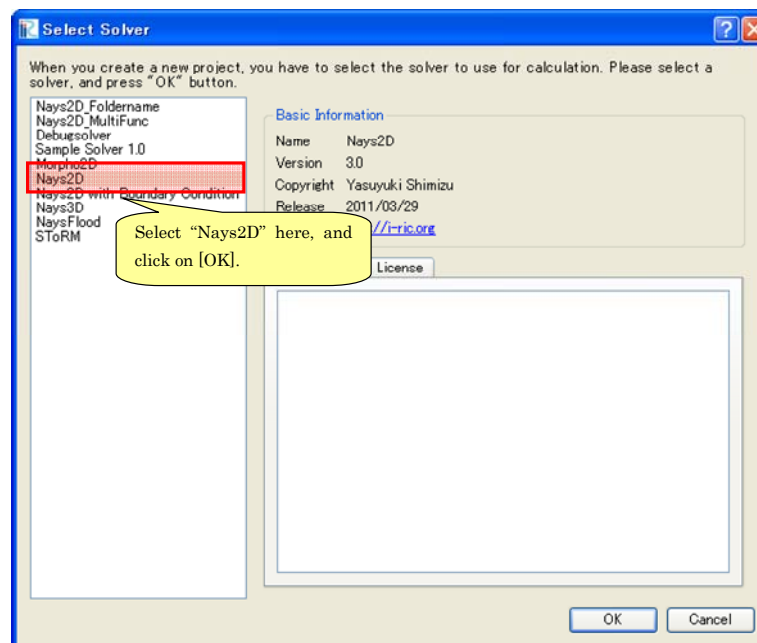 Select Solver
When you create a new project, you have to select the solver to use for calculation. Please select a
solver, and press "OK" button.
Nays2D_Foldername
Nays2D_MultiFunc
Debugsolver
Sample Solver 1.0
Morpho2D
Nays2D
Nays2D with Boundary Condition
Nays3D
NaysFlood
SToRM
Select “Nays2D” here, and
click on [OK].
Basic Information
Name Nays2D
Version 3.0
Copyright Yasuyuki Shimizu
Release 2011/03/29
//i-ric.org
License
OK Cancel